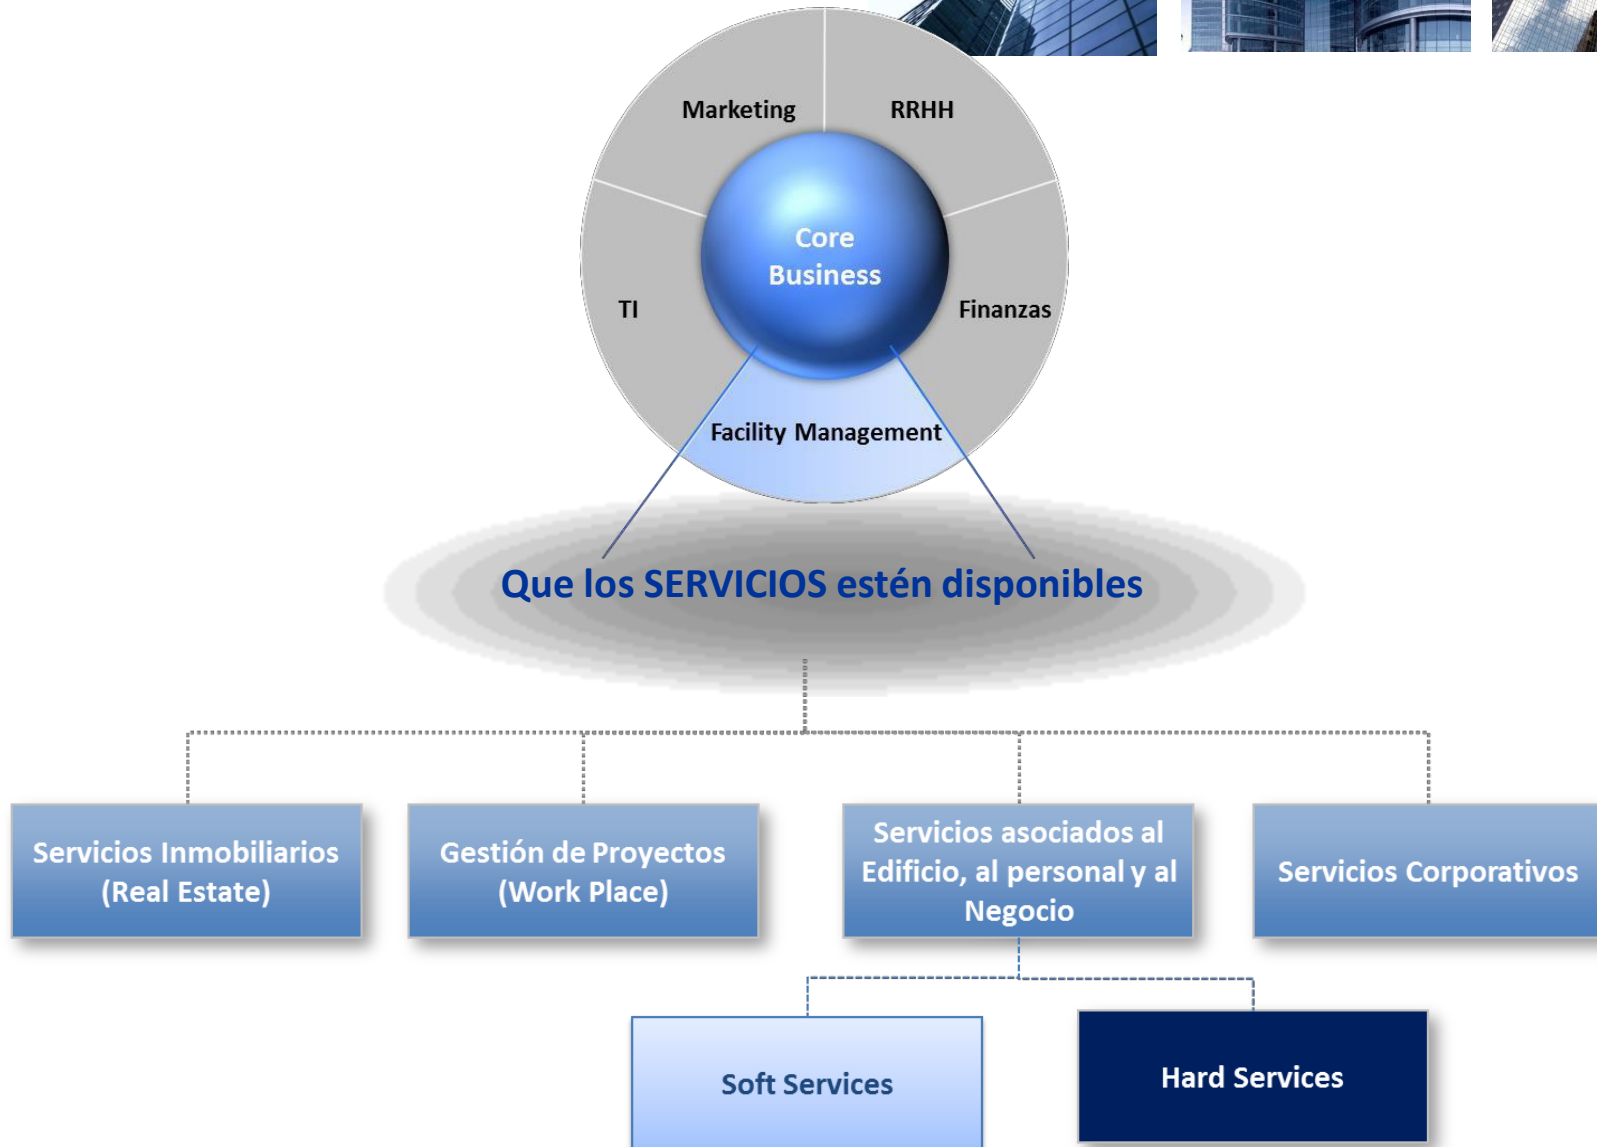 Marketing
RRHH
Core
Business
TI
Finanzas
Facility Management
Que los SERVICIOS estén disponibles
Servicios Inmobiliarios
(Real Estate)
Gestión de Proyectos
(Work Place)
Servicios asociados al
Edificio, al personal y al
Negocio
Servicios Corporativos
Soft Services
Hard Services